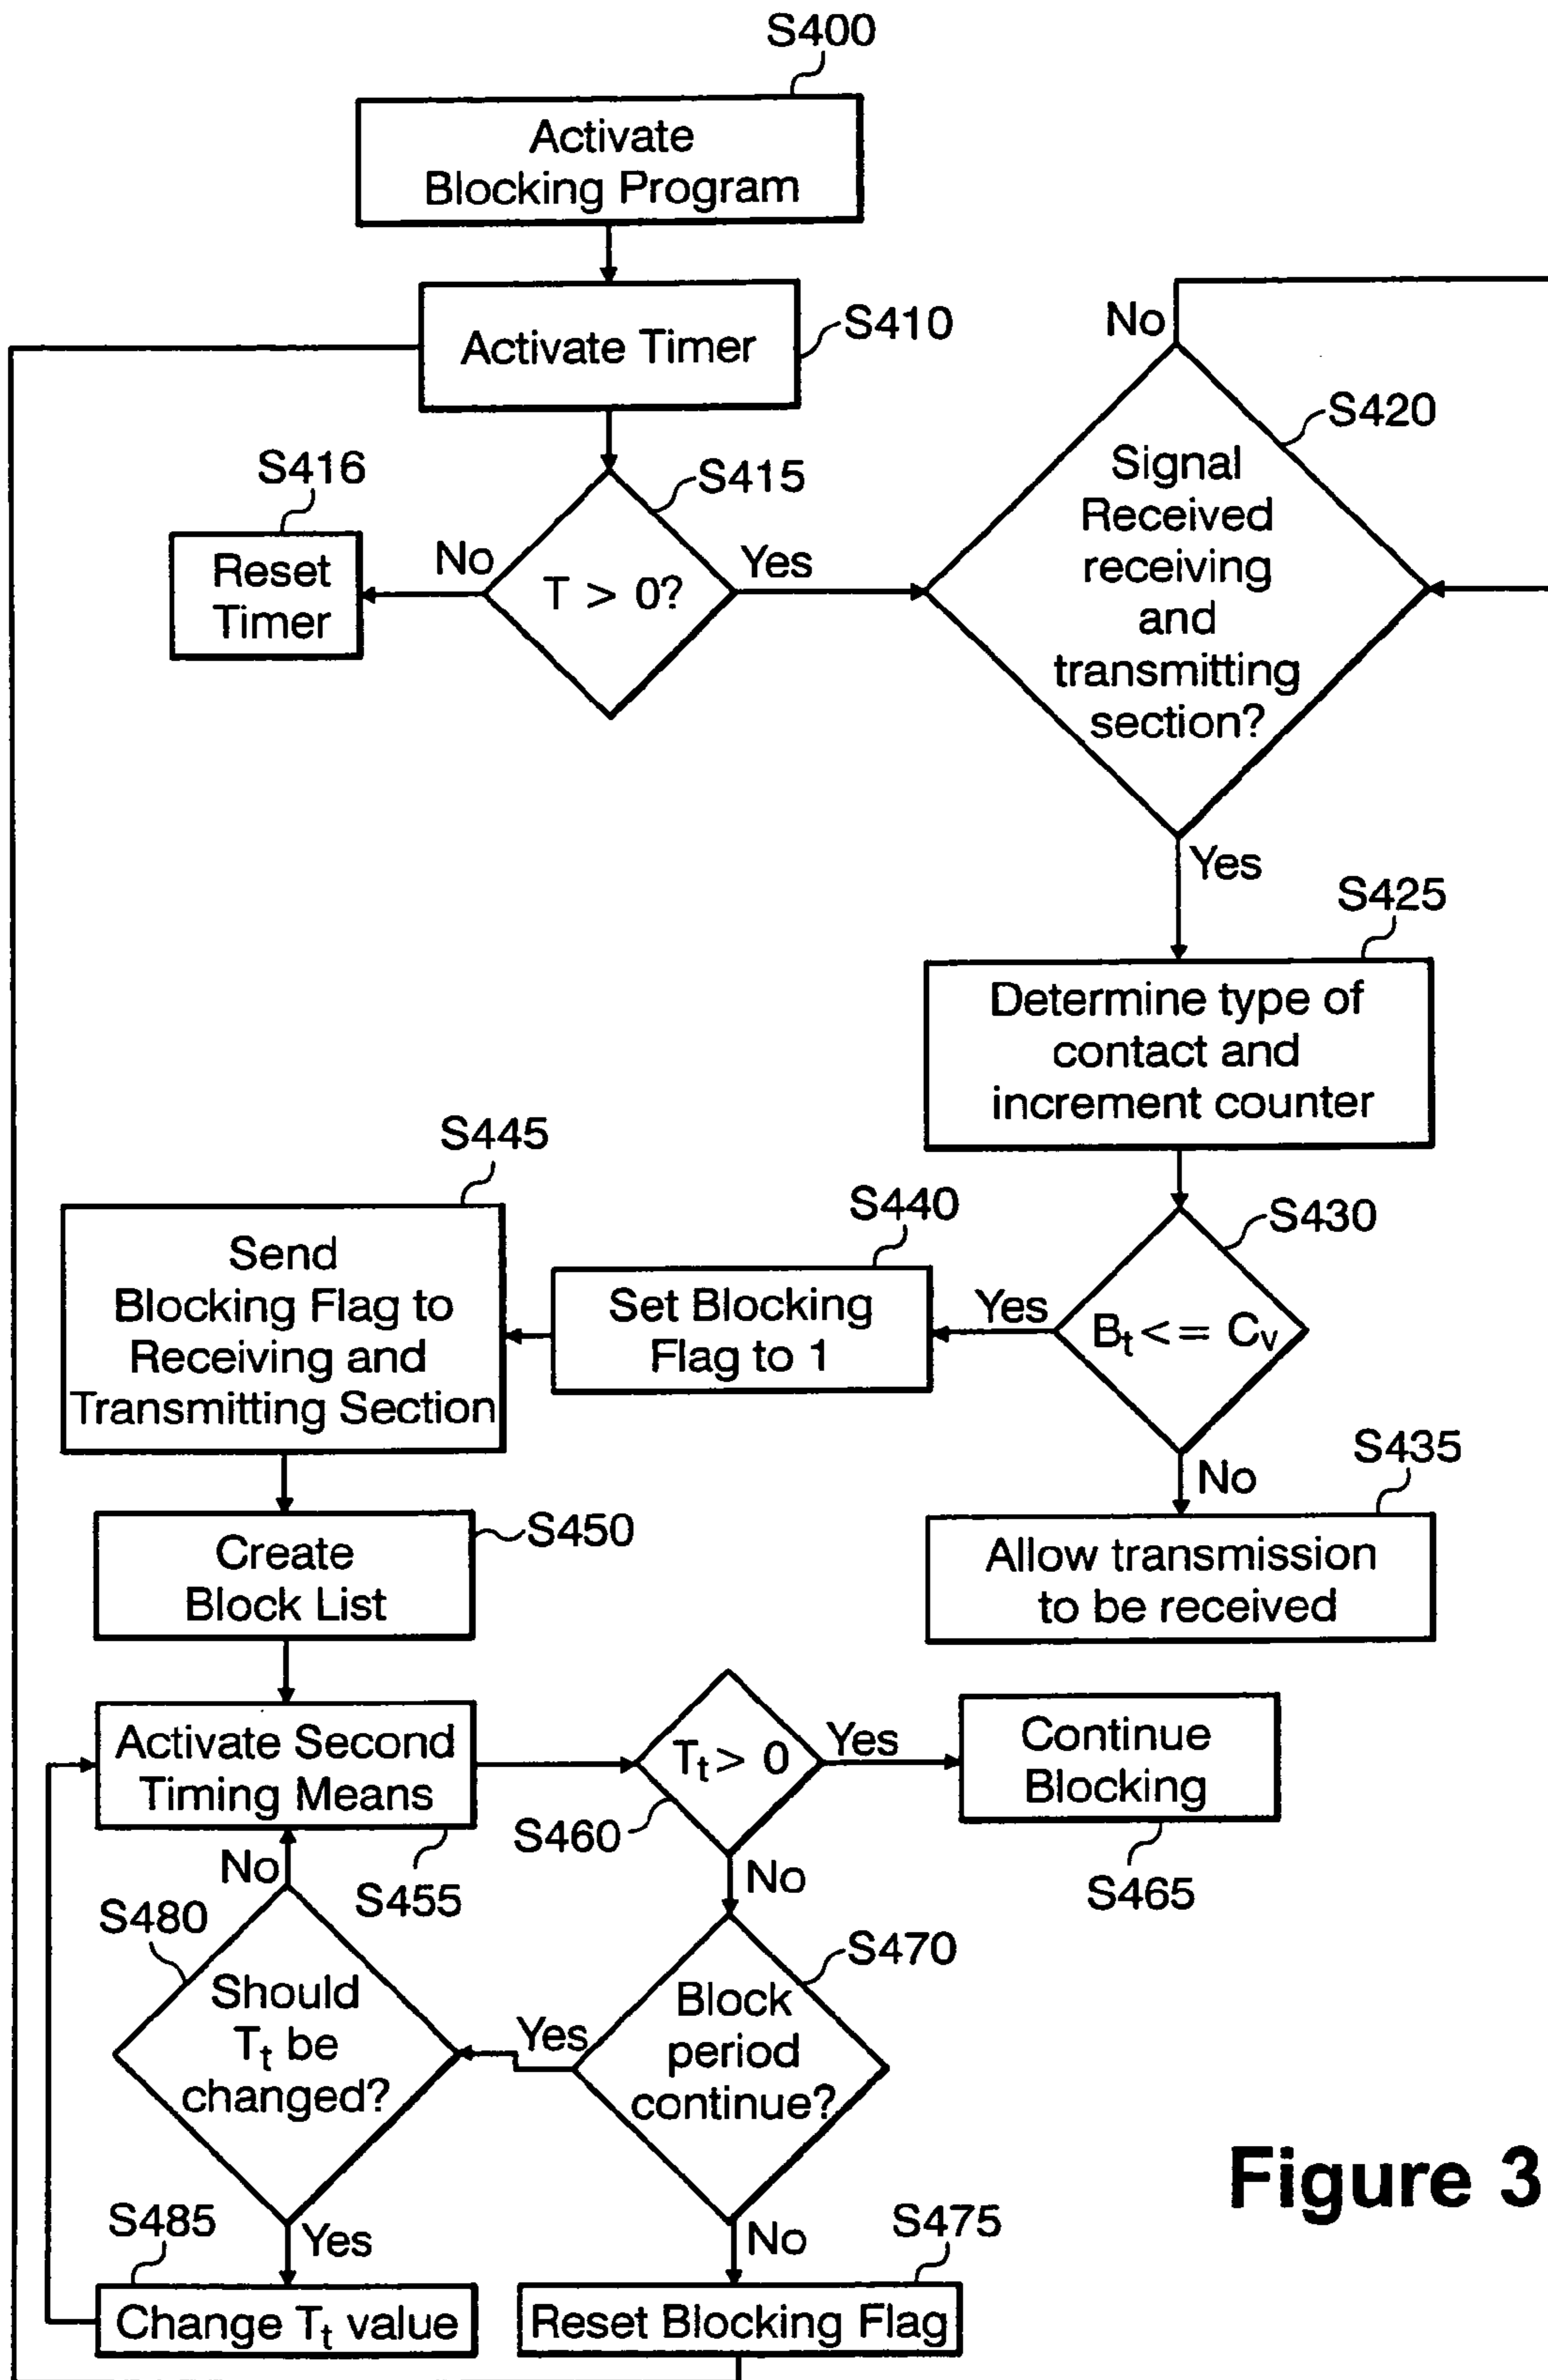 S400
Activate
Blocking Program
Activate Timer
S410
No
S420
S416
S415
Reset
Timer
No
T > 0?
Yes
Signal
Received
receiving
and
transmitting
section?
Yes
S425
Determine type of
contact and
increment counter
S445
S440
S430
Send
Blocking Flag to
Receiving and
Transmitting Section
Set Blocking
Flag to 1
Yes
Bt <= Cv
No
S435
Create
Block List
S450
Allow transmission
to be received
Activate Second
Timing Means
Tt > 0
Yes
Continue
Blocking
S460
No
S455
No
S465
S480
S470
Should
Tt be
changed?
Yes
Block
period
continue?
Figure 3
S485
Yes
No
S475
Change Tt value
Reset Blocking Flag